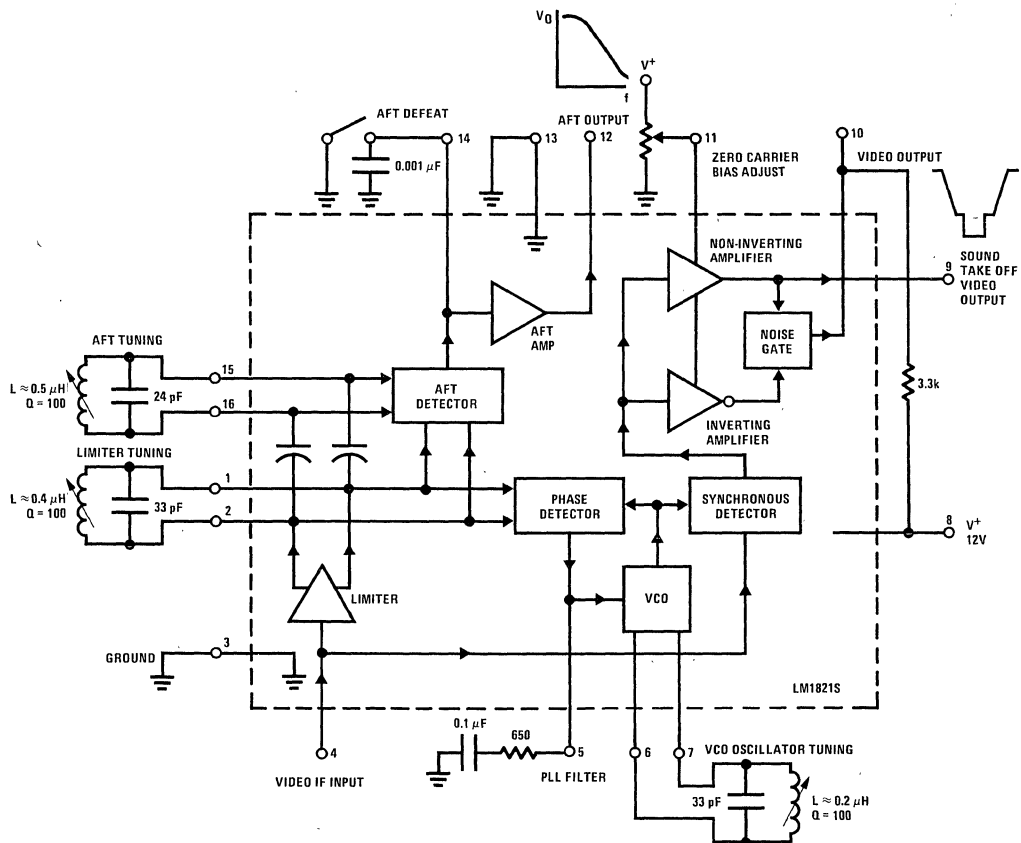 V0
f
V+
AFT DEFEAT
14
0.001 µF
13
AFT OUTPUT
12
11
ZERO CARRIER
BIAS ADJUST
10
VIDEO OUTPUT
NON-INVERTING
AMPLIFIER
9
SOUND
TAKE OFF
VIDEO
OUTPUT
NOISE
GATE
AFT
AMP
AFT TUNING
15
L ≈ 0.5 µH
Q = 100
24 pF
16
AFT
DETECTOR
3.3k
INVERTING
AMPLIFIER
LIMITER TUNING
1
L ≈ 0.4 µH
Q = 100
33 pF
2
PHASE
DETECTOR
SYNCHRONOUS
DETECTOR
8
V+
12V
LIMITER
VCO
GROUND
3
LM1821S
4
VIDEO IF INPUT
0.1 µF
650
5
PLL FILTER
6
7
VCO OSCILLATOR TUNING
33 pF
L ≈ 0.2 µH
Q = 100